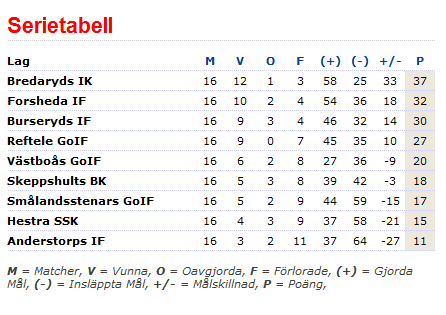 Serietabell
Lag M V O F (+) (-) +/- P
Bredaryds IK 16 12 1 3 58 25 33 37
Forsheda IF 16 10 2 4 54 36 18 32
Burseryds IF 16 9 3 4 46 32 14 30
Reftele GoIF 16 9 0 7 45 35 10 27
Västboås GoIF 16 6 2 8 27 36 -9 20
Skeppshults BK 16 5 3 8 39 42 -3 18
Smålandsstenars GoIF 16 5 2 9 44 59 -15 17
Hestra SSK 16 4 3 9 37 58 -21 15
Anderstorps IF 16 3 2 11 37 64 -27 11
M = Matcher, V = Vunna, O = Oavgjorda, F = Förlorade, (+) = Gjorda
Mål, (-) = Insläppta Mål, +/- = Målskillnad, P = Poäng,